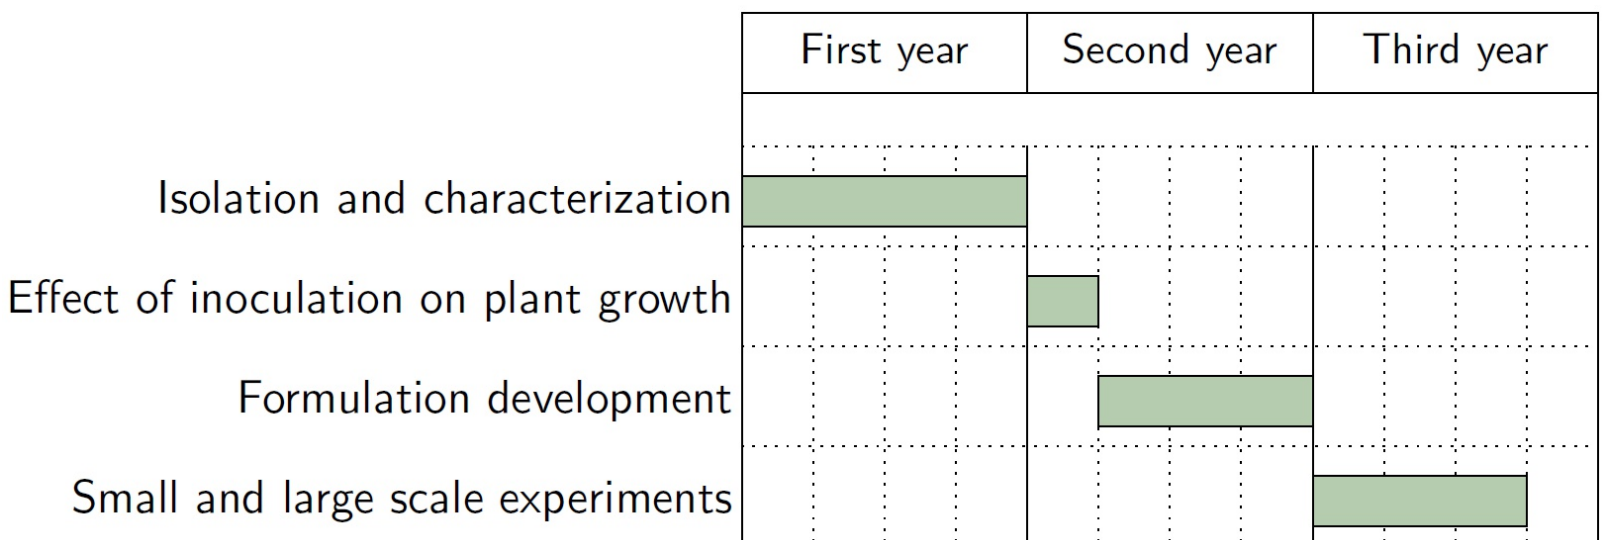 First year Second year Third year
Isolation and characterization
Effect of inoculation on plant growth
Formulation development
Small and large scale experiments